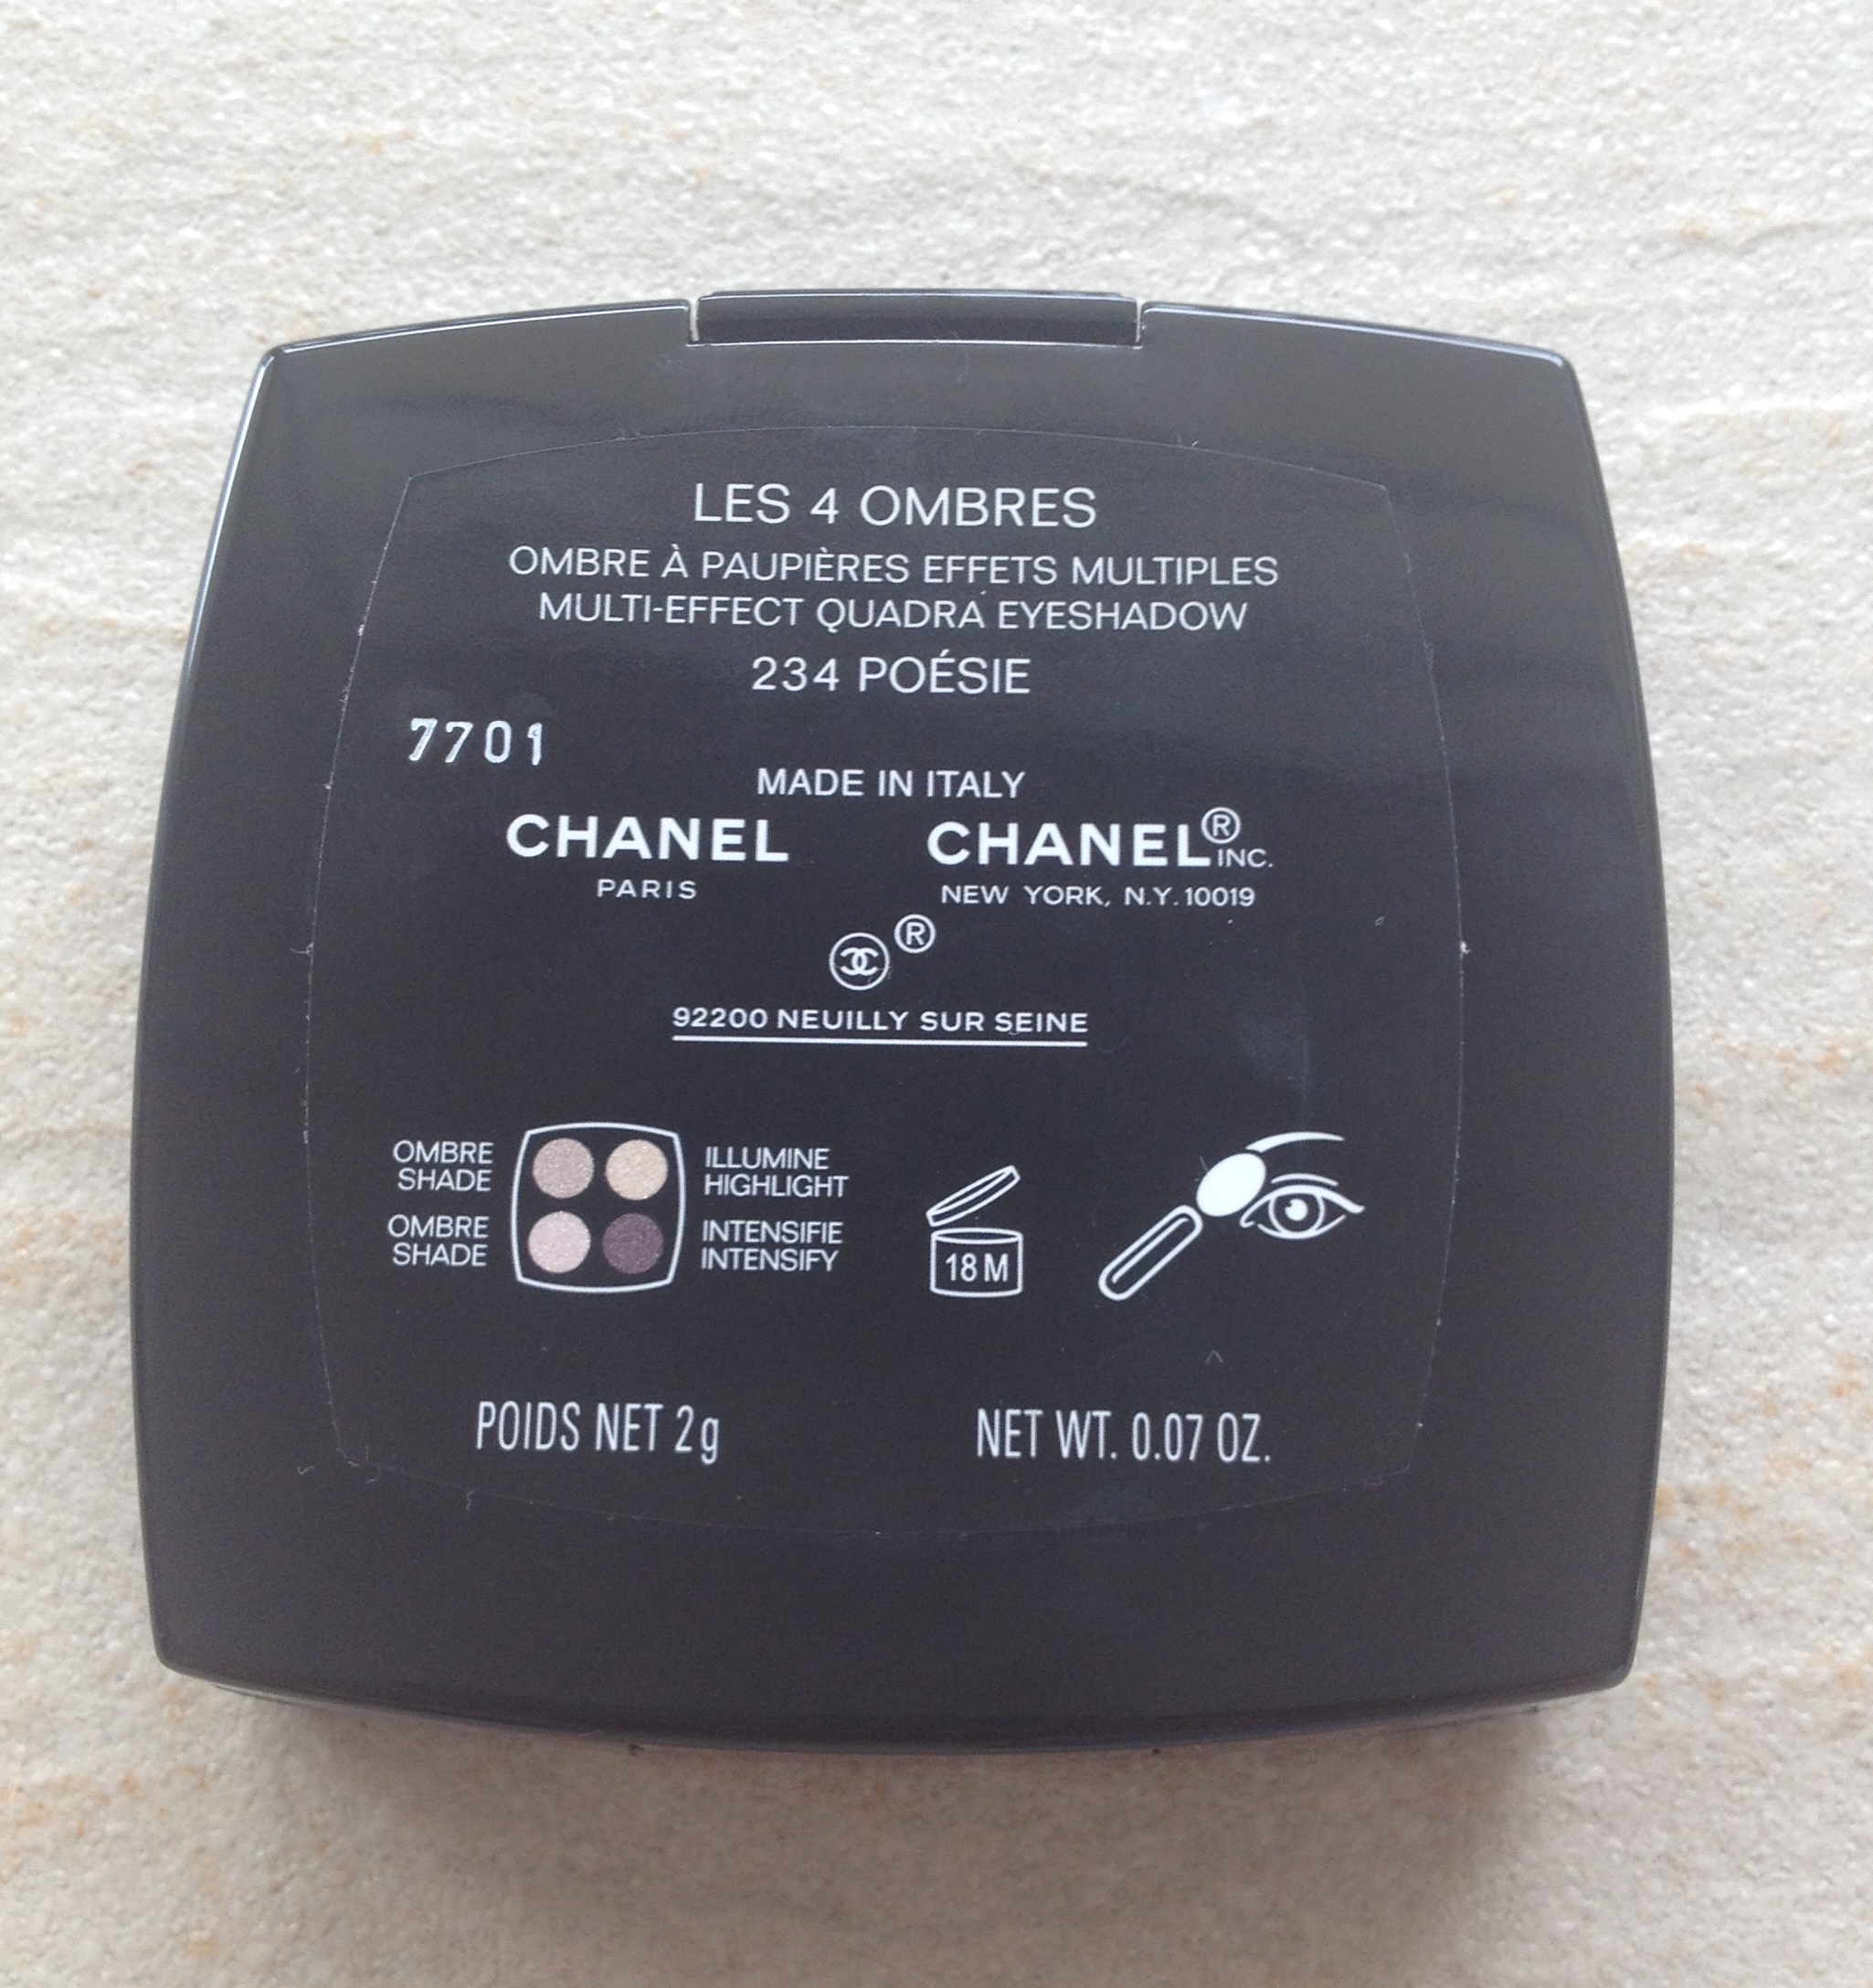 LES 4 OMBRES
OMBRE À PAUPIÈRES EFFETS MULTIPLES
MULTI-EFFECT QUADRA EYESHADOW
234 POÉSIE
7701
MADE IN ITALY
CHANEL
PARIS
CHANEL® INC.
NEW YORK, N.Y. 10019
®
92200 NEUILLY SUR SEINE
OMBRE
SHADE
ILLUMINE
HIGHLIGHT
OMBRE
SHADE
INTENSIFIE
INTENSIFY
18 M
POIDS NET 2g
NET WT. 0.07 OZ.